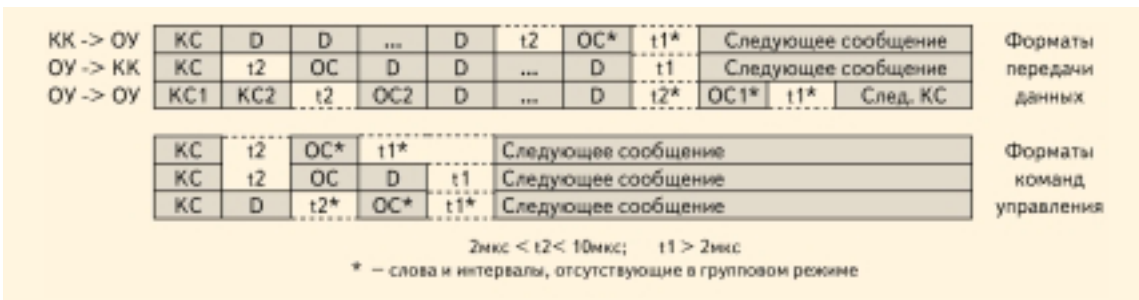 КК -> ОУ КС D D ... D t2 ОС* t1* Следующее сообщение Форматы
ОУ -> КК КС t2 ОС D D ... D t1 Следующее сообщение передачи
ОУ -> ОУ КС1 КС2 t2 ОС2 D ... D t2* ОС1* t1* След. КС данных
КС t2 ОС* t1* Следующее сообщение Форматы
КС t2 ОС D t1 Следующее сообщение команд
КС D t2* ОС* t1* Следующее сообщение управления
2мкс < t2< 10мкс; t1 > 2мкс
* – слова и интервалы, отсутствующие в групповом режиме